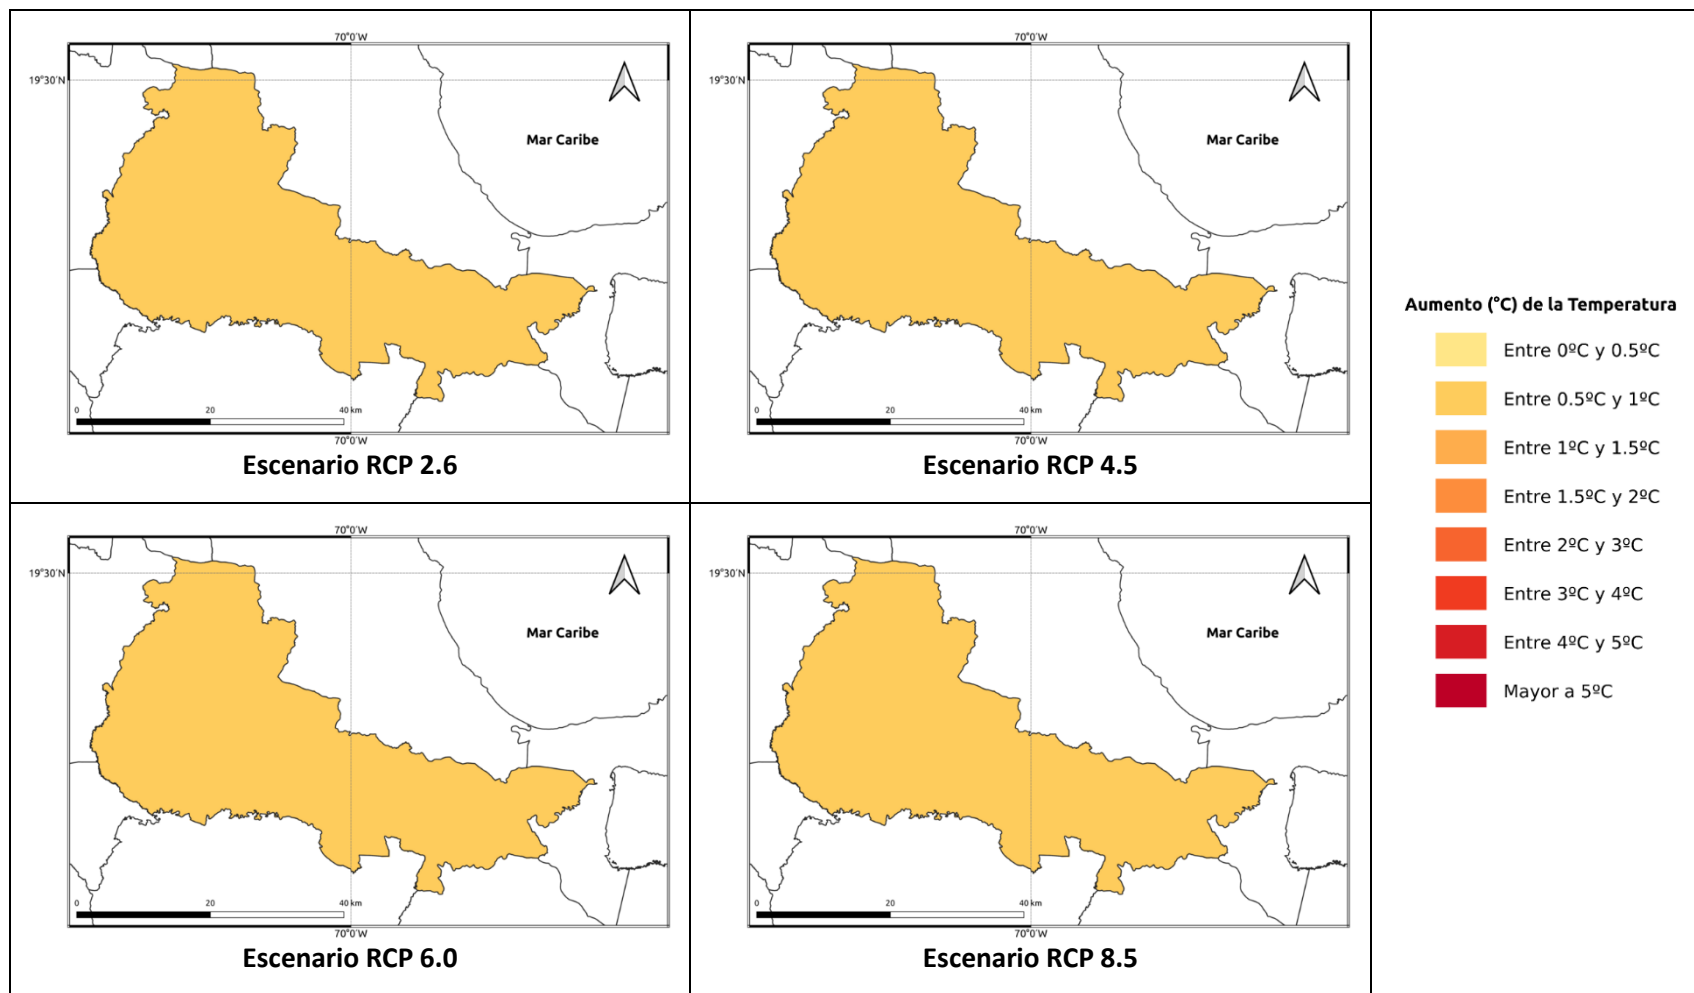 70°0'W
19°30'N
Mar Caribe
0 20 40 km
70°0'W
Escenario RCP 2.6
70°0'W
19°30'N
Mar Caribe
0 20 40 km
70°0'W
Escenario RCP 4.5
70°0'W
19°30'N
Mar Caribe
0 20 40 km
70°0'W
Escenario RCP 6.0
70°0'W
19°30'N
Mar Caribe
0 20 40 km
70°0'W
Escenario RCP 8.5
Aumento (°C) de la Temperatura
Entre 0ºC y 0.5ºC
Entre 0.5ºC y 1ºC
Entre 1ºC y 1.5ºC
Entre 1.5ºC y 2ºC
Entre 2ºC y 3ºC
Entre 3ºC y 4ºC
Entre 4ºC y 5ºC
Mayor a 5ºC